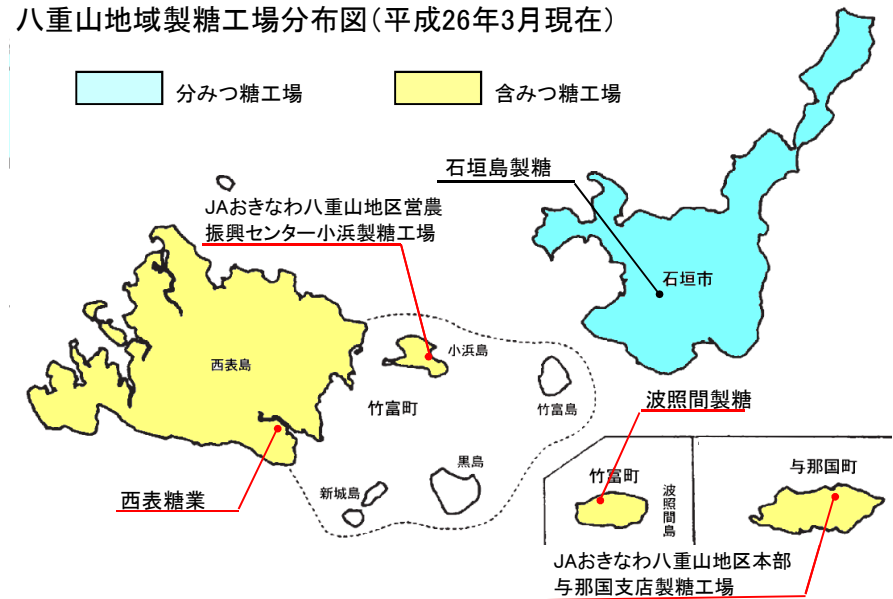 八重山地域製糖工場分布図（平成26年3月現在）
分みつ糖工場
含みつ糖工場
石垣島製糖
JAおきなわ八重山地区営農
振興センター小浜製糖工場
石垣市
小浜島
西表島
竹富町
竹富島
波照間製糖
黒島
新城島
西表糖業
竹富町
波照間島
与那国町
JAおきなわ八重山地区本部
与那国支店製糖工場